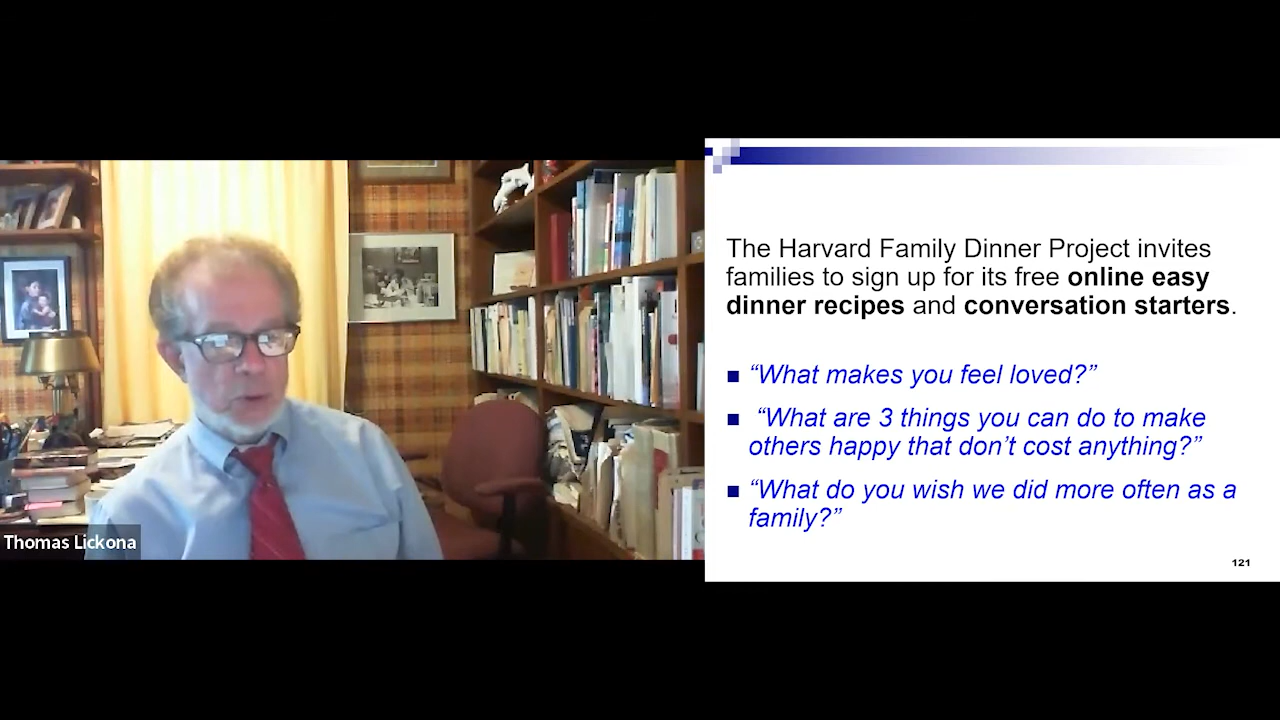 Thomas Lickona
The Harvard Family Dinner Project invites
families to sign up for its free online easy
dinner recipes and conversation starters.
“What makes you feel loved?”
“What are 3 things you can do to make
others happy that don’t cost anything?”
“What do you wish we did more often as a
family?”
121